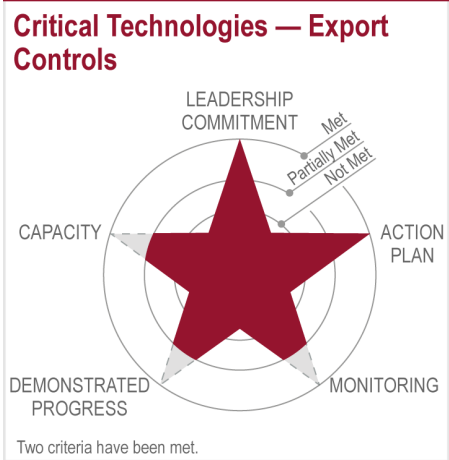 Critical Technologies — Export
Controls
LEADERSHIP
COMMITMENT
Met
Partially Met
Not Met
CAPACITY
ACTION
PLAN
DEMONSTRATED
PROGRESS
MONITORING
Two criteria have been met.